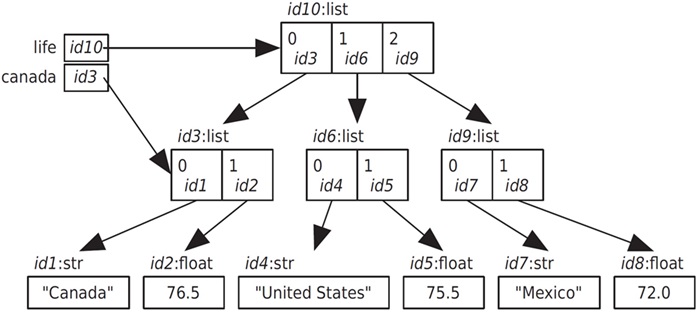 id10:list
life id10 0 1 2
id3 id6 id9
canada id3
id3:list id6:list id9:list
0 1 0 1 0 1
id1 id2 id4 id5 id7 id8
id1:str id2:float id4:str id5:float id7:str id8:float
"Canada" 76.5 "United States" 75.5 "Mexico" 72.0